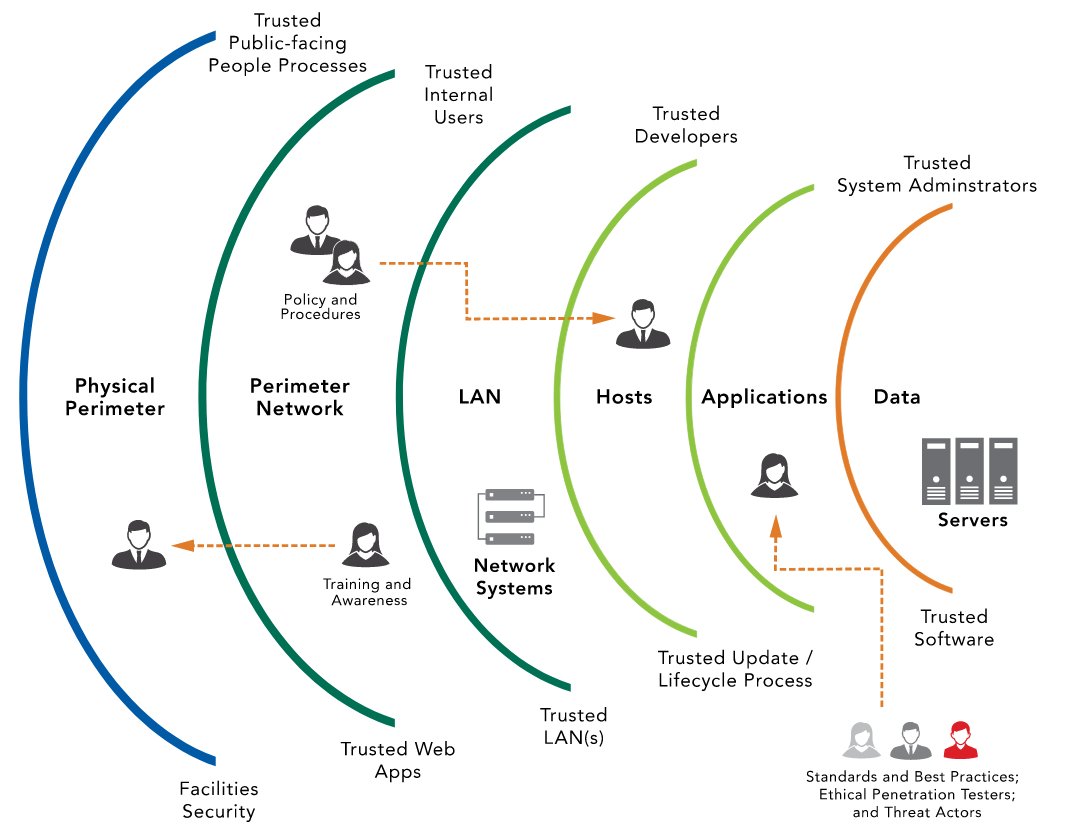 Trusted
Public-facing
People Processes
Trusted
Internal
Users
Trusted
Developers
Trusted
System Adminstrators
Policy and
Procedures
Physical
Perimeter
Perimeter
Network
LAN
Hosts
Applications
Data
Servers
Network
Systems
Training and
Awareness
Trusted
Software
Trusted Update /
Lifecycle Process
Trusted
LAN(s)
Trusted Web
Apps
Facilities
Security
Standards and Best Practices;
Ethical Penetration Testers;
and Threat Actors